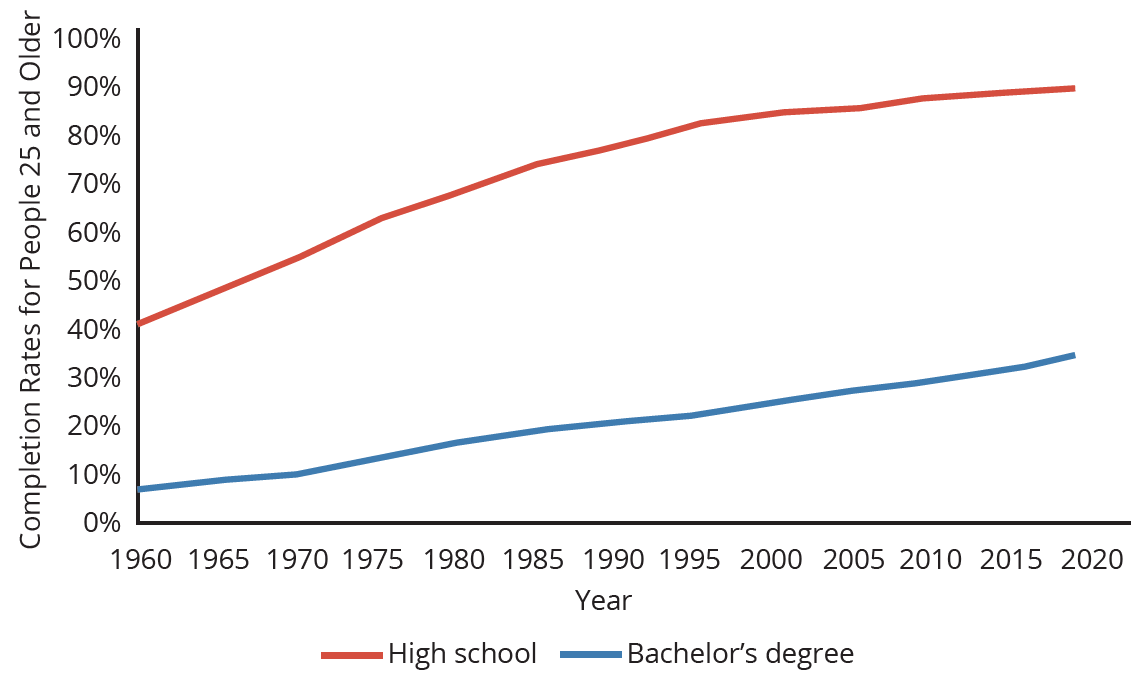 Completion Rates for People 25 and Older
100%
90%
80%
70%
60%
50%
40%
30%
20%
10%
0%
1960 1965 1970 1975 1980 1985 1990 1995 2000 2005 2010 2015 2020
Year
High school Bachelor’s degree